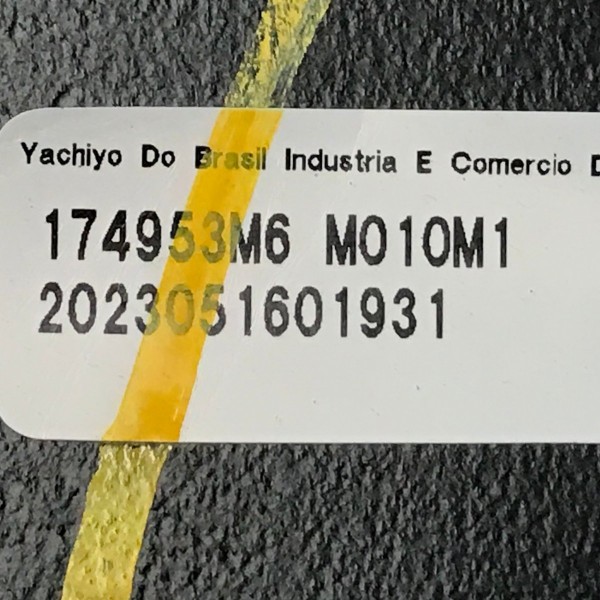 Yachiyo Do Brasil Industria E Comercio D
174953M6 M010M1
2023051601931